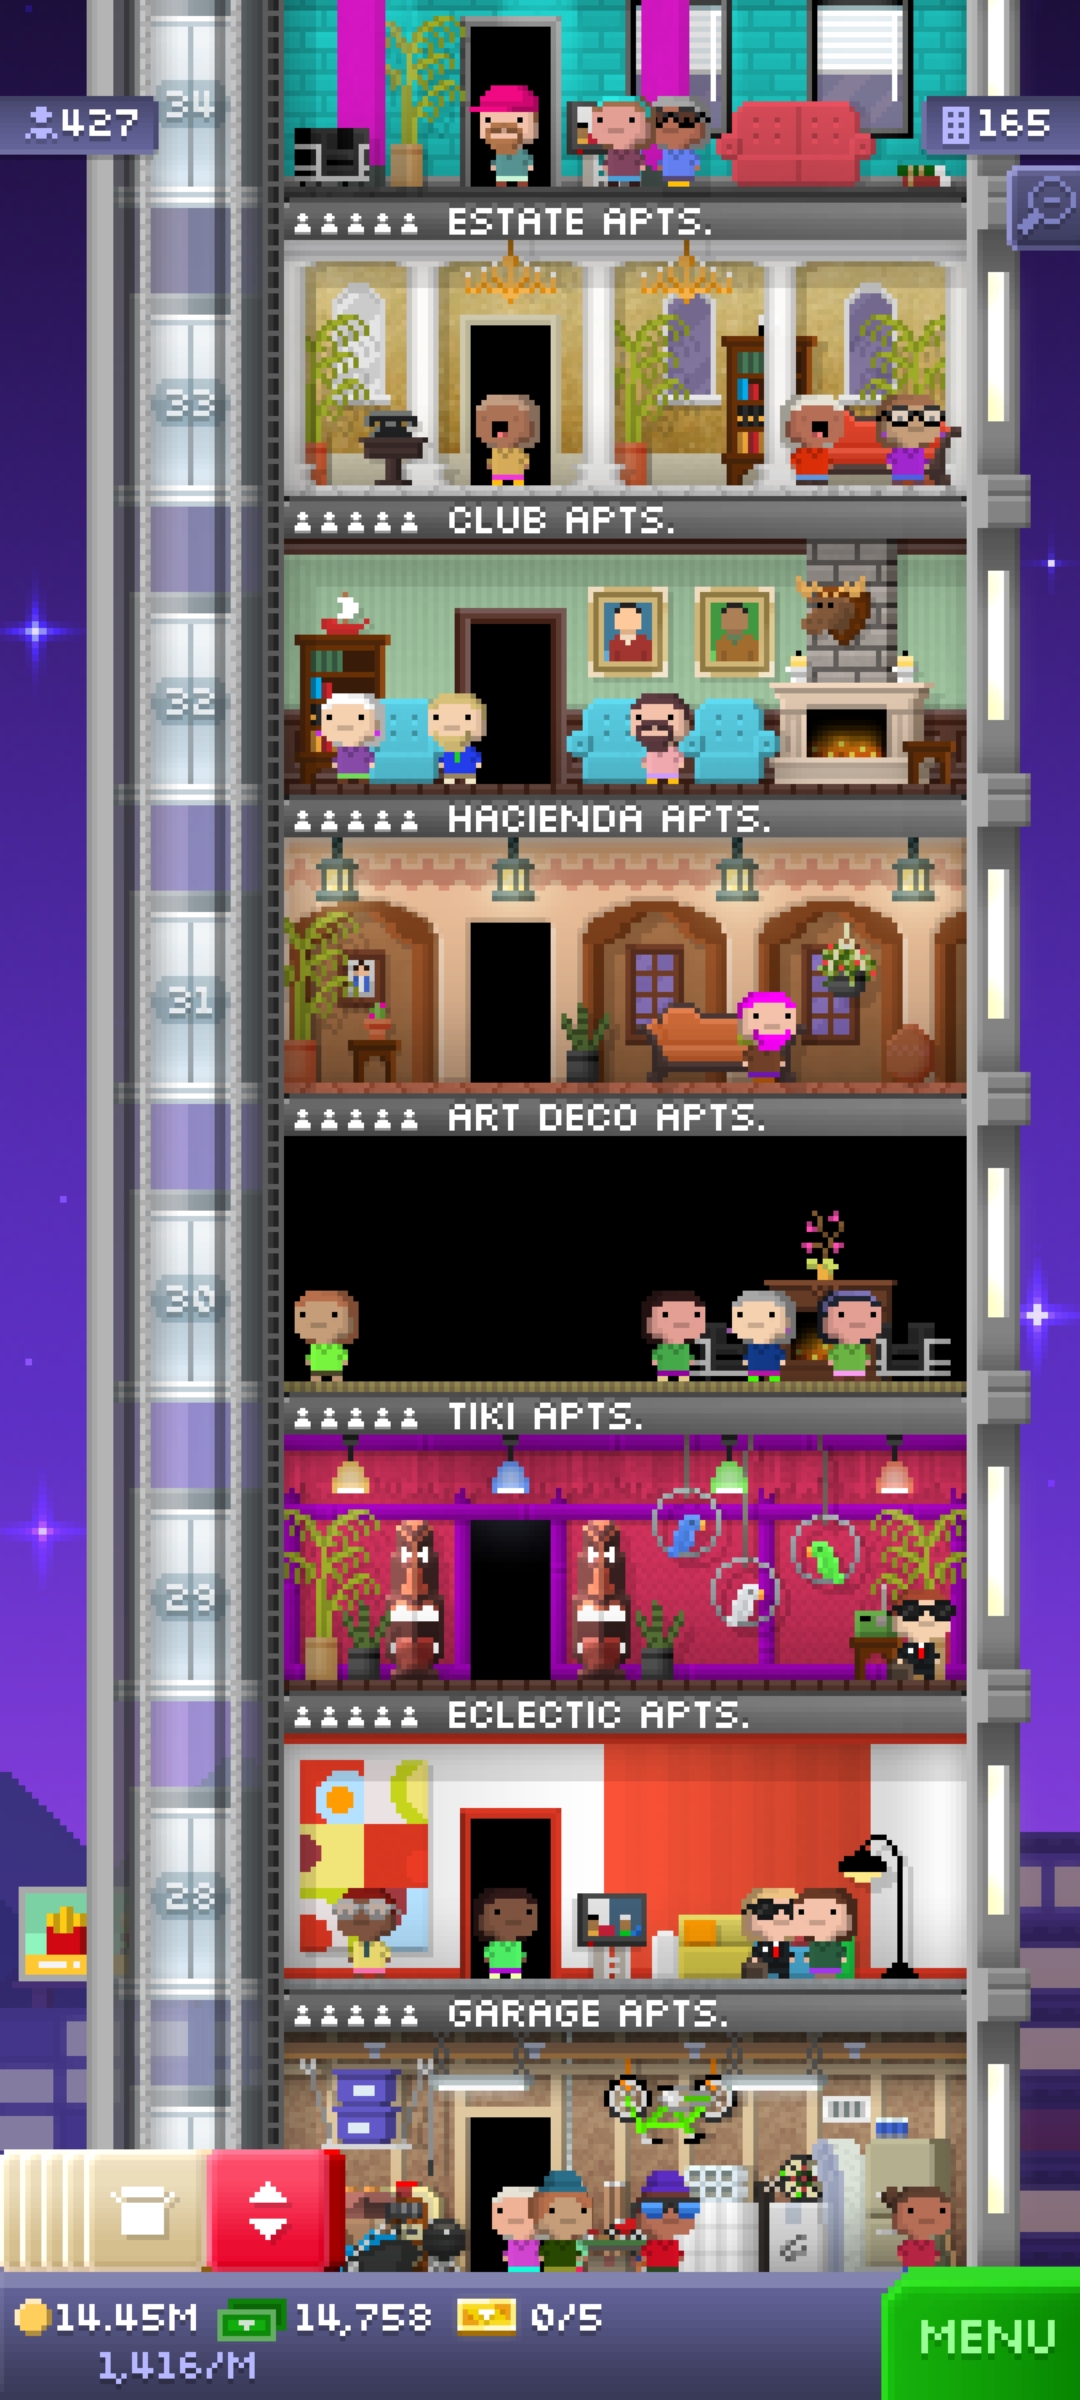 34
427
165
ESTATE APTS.
33
CLUB APTS.
32
HACIENDA APTS.
31
ART DECO APTS.
30
TIKI APTS.
29
ECLECTIC APTS.
28
GARAGE APTS.
14.45M 14,758 0/5
1,416/M
MENU